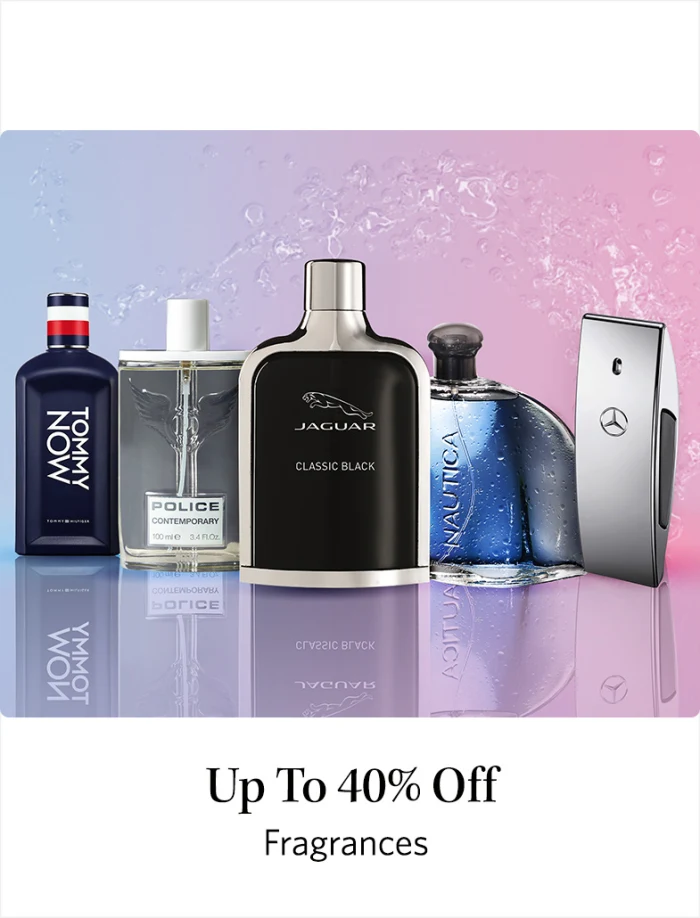 TOMMY
NOW
TOMMY HILFIGER
POLICE
CONTEMPORARY
100 ml e 3.4 Fl.Oz.
JAGUAR
CLASSIC BLACK
NAUTICA
Up To 40% Off
Fragrances